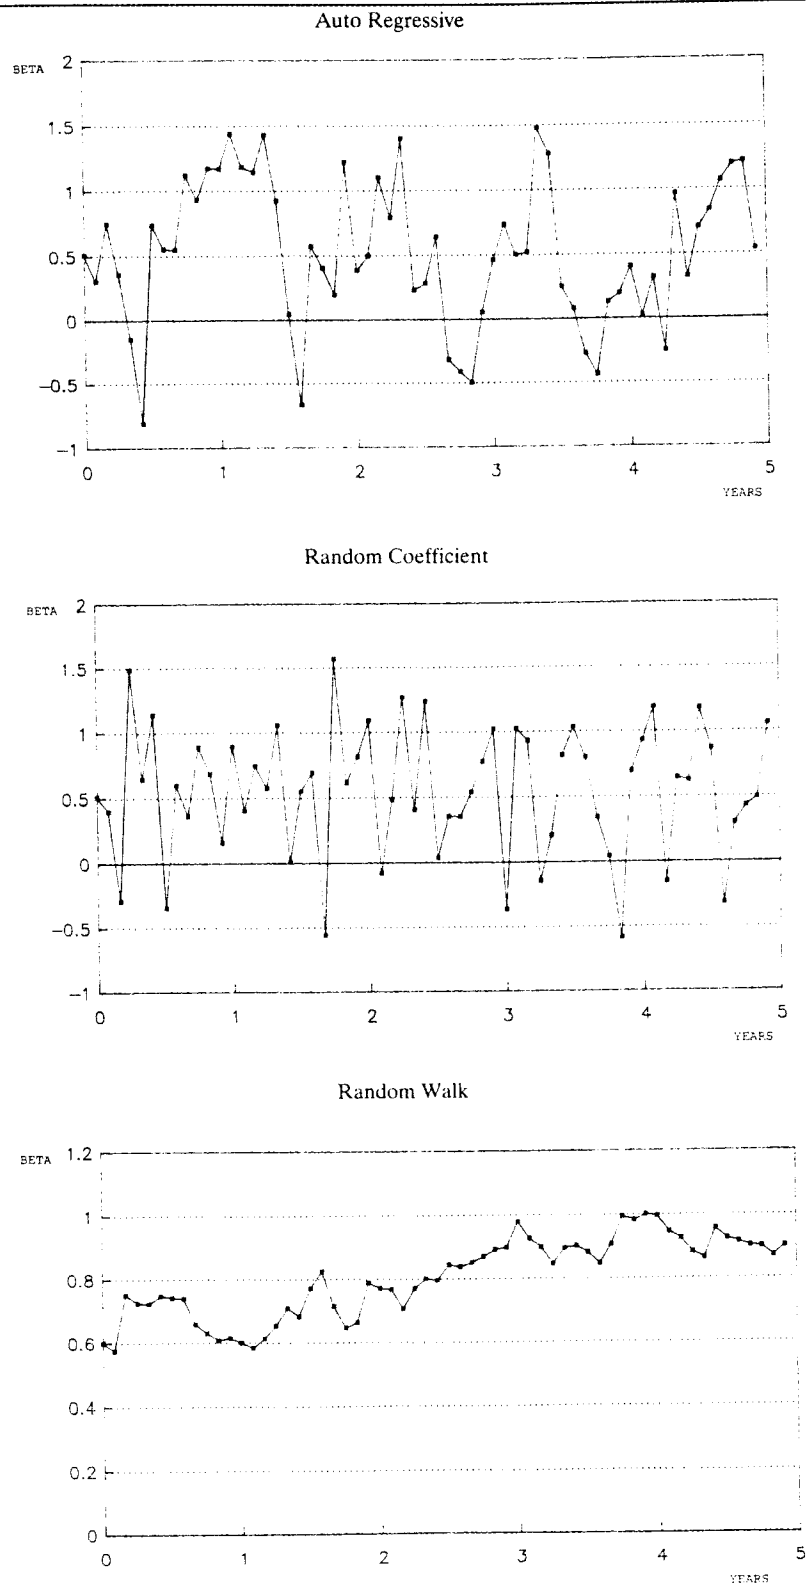 Auto Regressive
BETA 2
1.5
1
0.5
0
−0.5
−1
0 1 2 3 4 5
YEARS
Random Coefficient
BETA 2
1.5
1
0.5
0
−0.5
−1
0 1 2 3 4 5
YEARS
Random Walk
BETA 1.2
1
0.8
0.6
0.4
0.2
0
0 1 2 3 4 5
YEARS